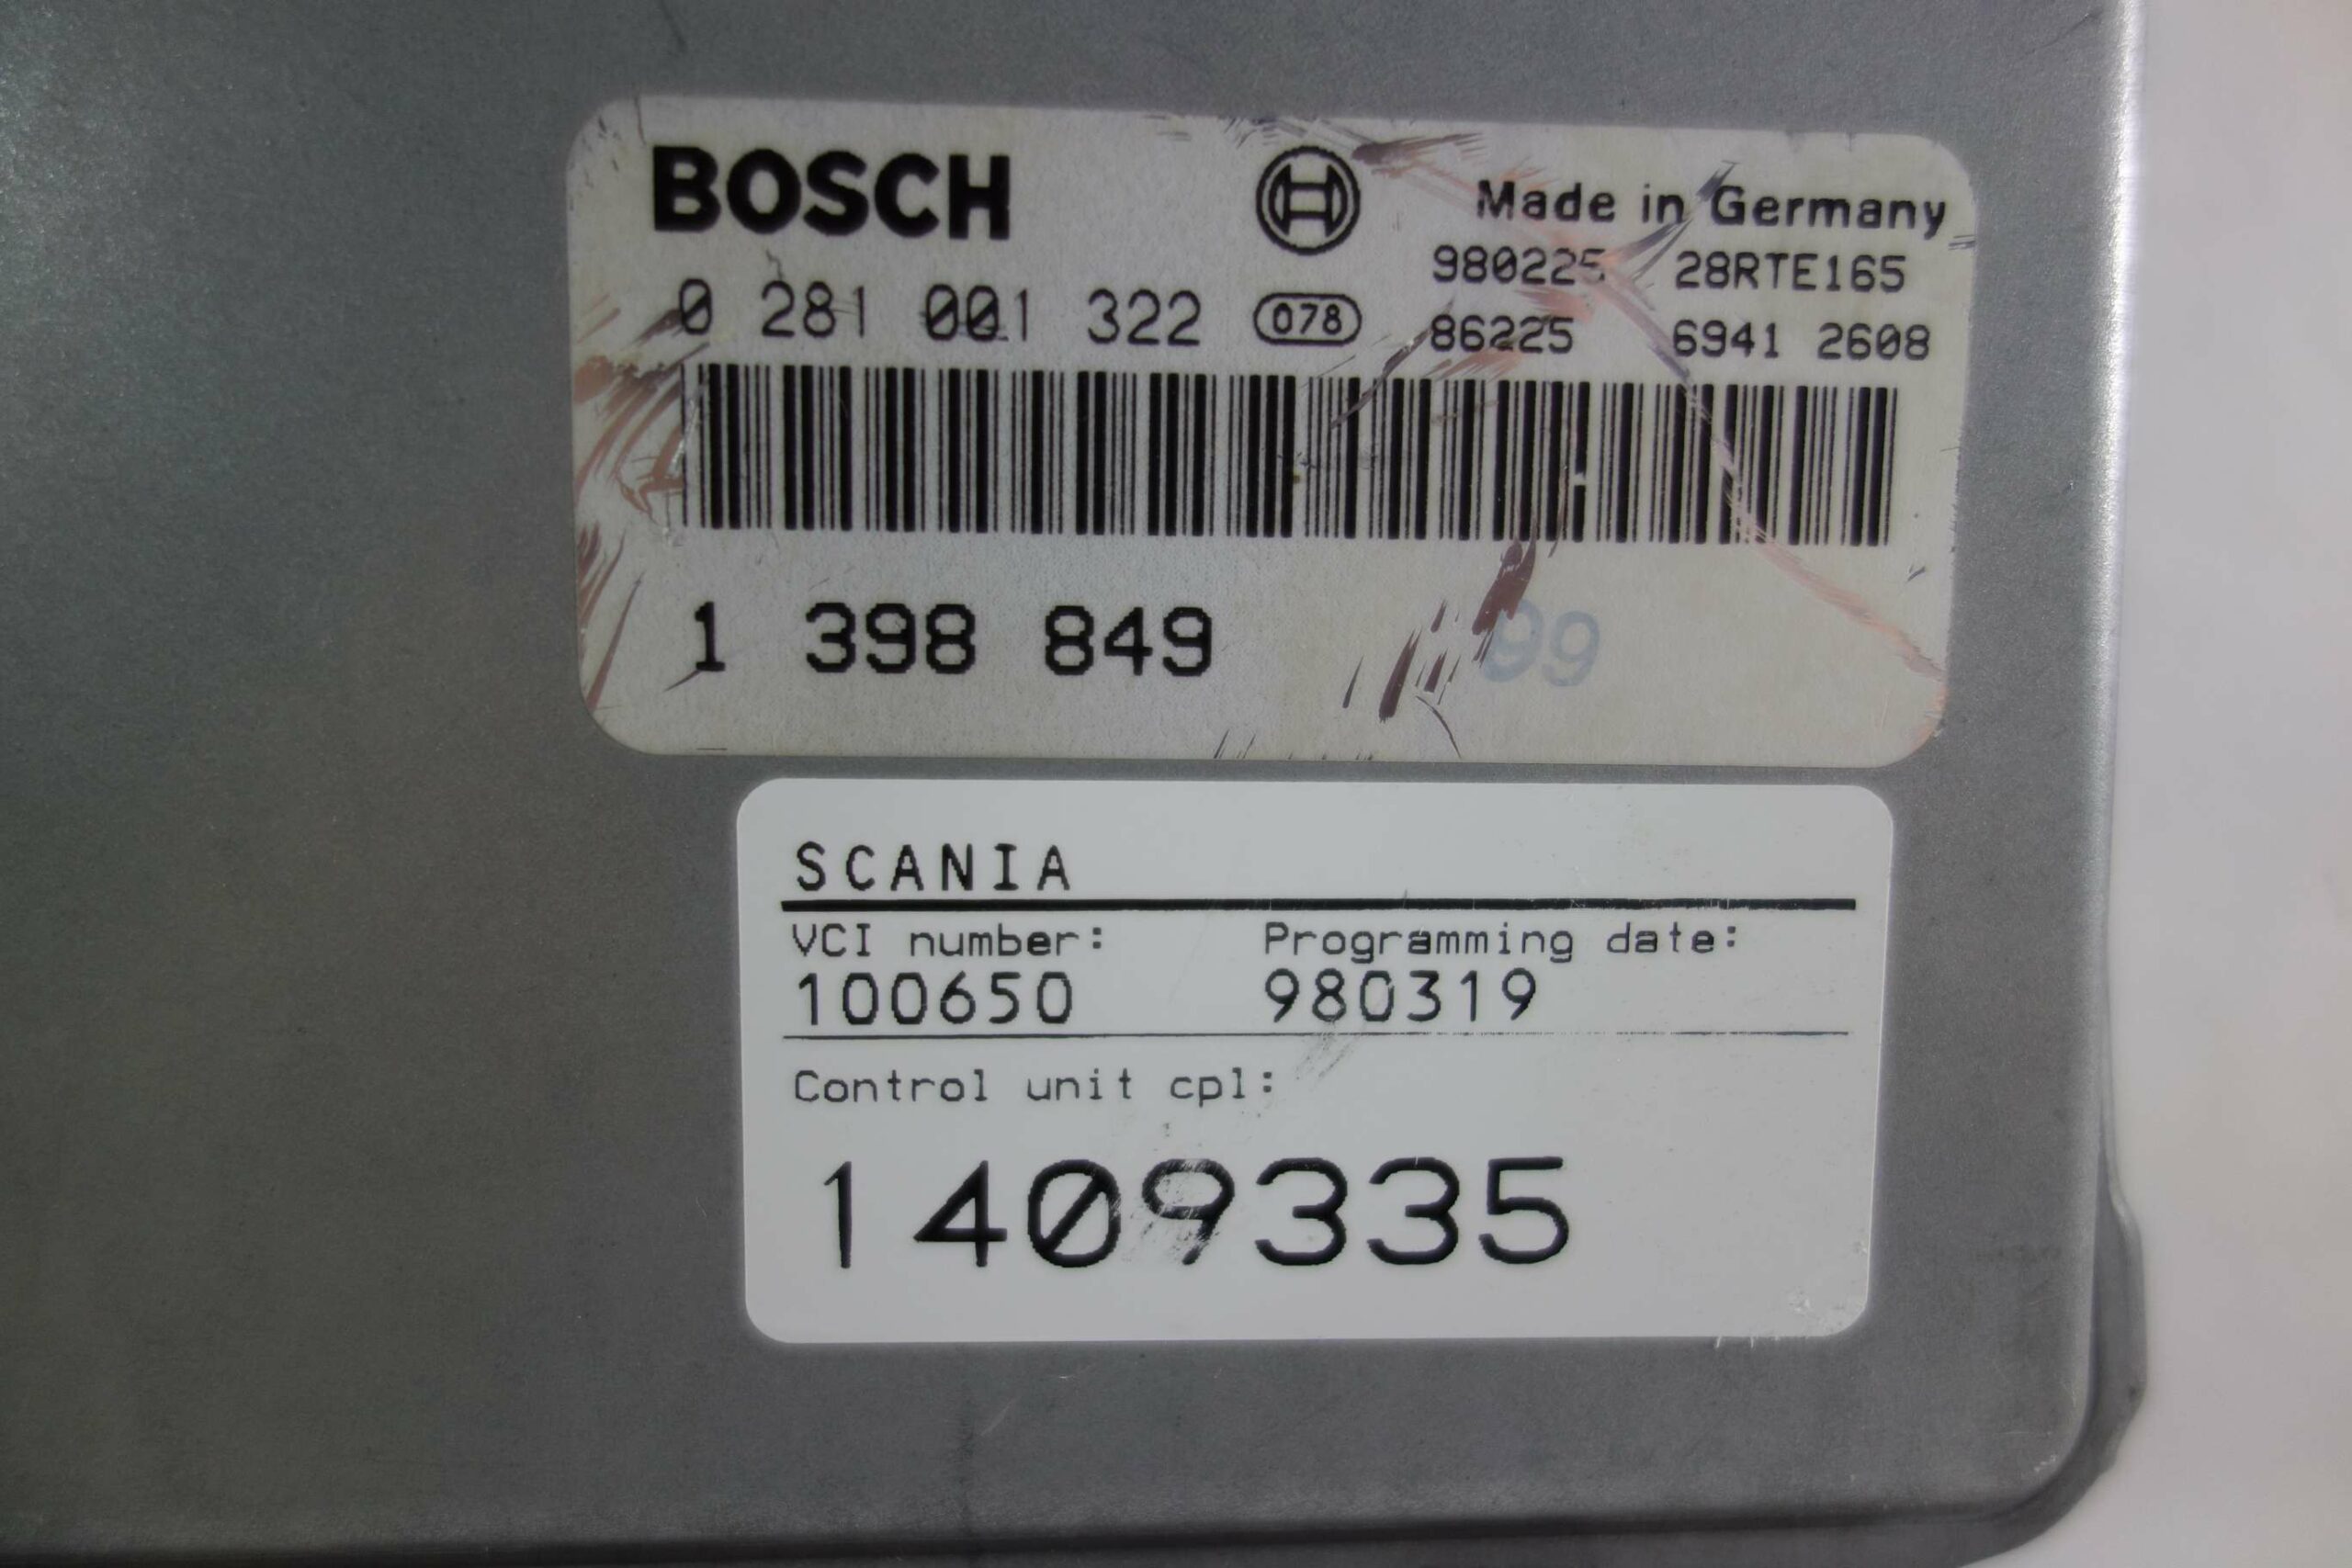 BOSCH
Made in Germany
980225 28RTE165
0 281 001 322 078
86225 6941 2608
1 398 849 99
SCANIA
VCI number: Programming date:
100650 980319
Control unit cpl:
1409335